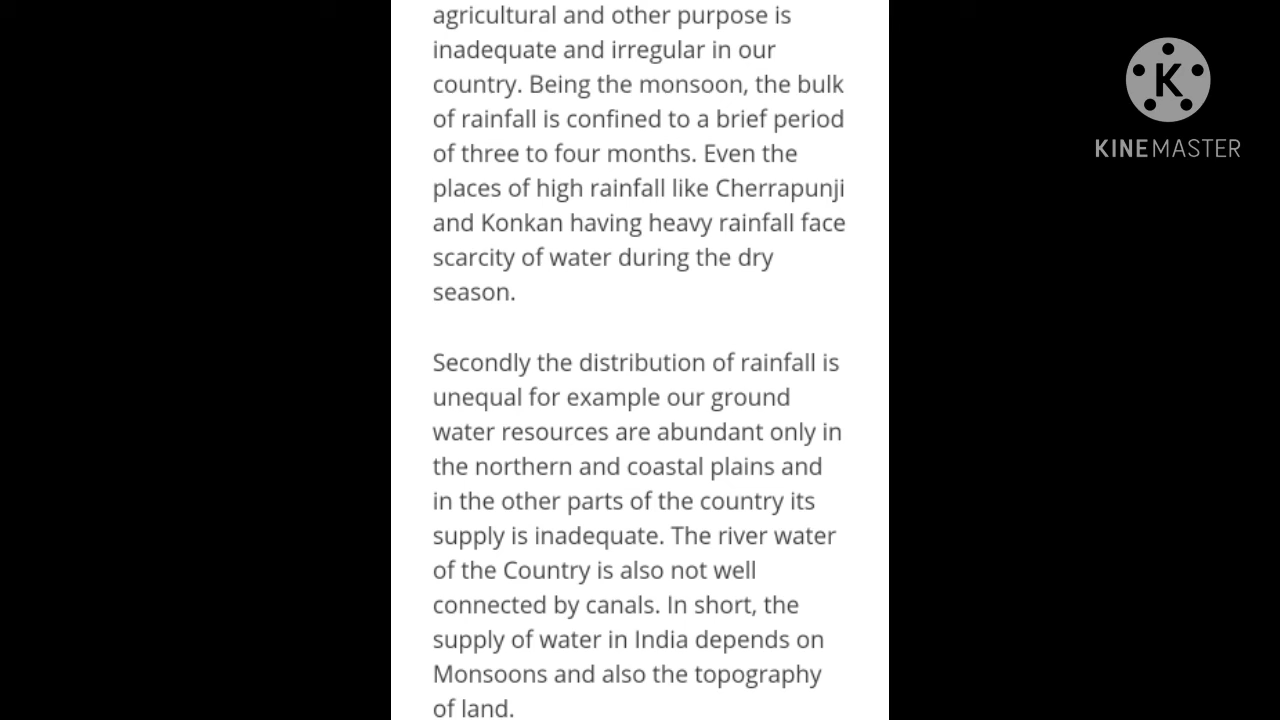 agricultural and other purpose is
inadequate and irregular in our
country. Being the monsoon, the bulk
of rainfall is confined to a brief period
of three to four months. Even the
places of high rainfall like Cherrapunji
and Konkan having heavy rainfall face
scarcity of water during the dry
season.
Secondly the distribution of rainfall is
unequal for example our ground
water resources are abundant only in
the northern and coastal plains and
in the other parts of the country its
supply is inadequate. The river water
of the Country is also not well
connected by canals. In short, the
supply of water in India depends on
Monsoons and also the topography
of land.
K
KINEMASTER